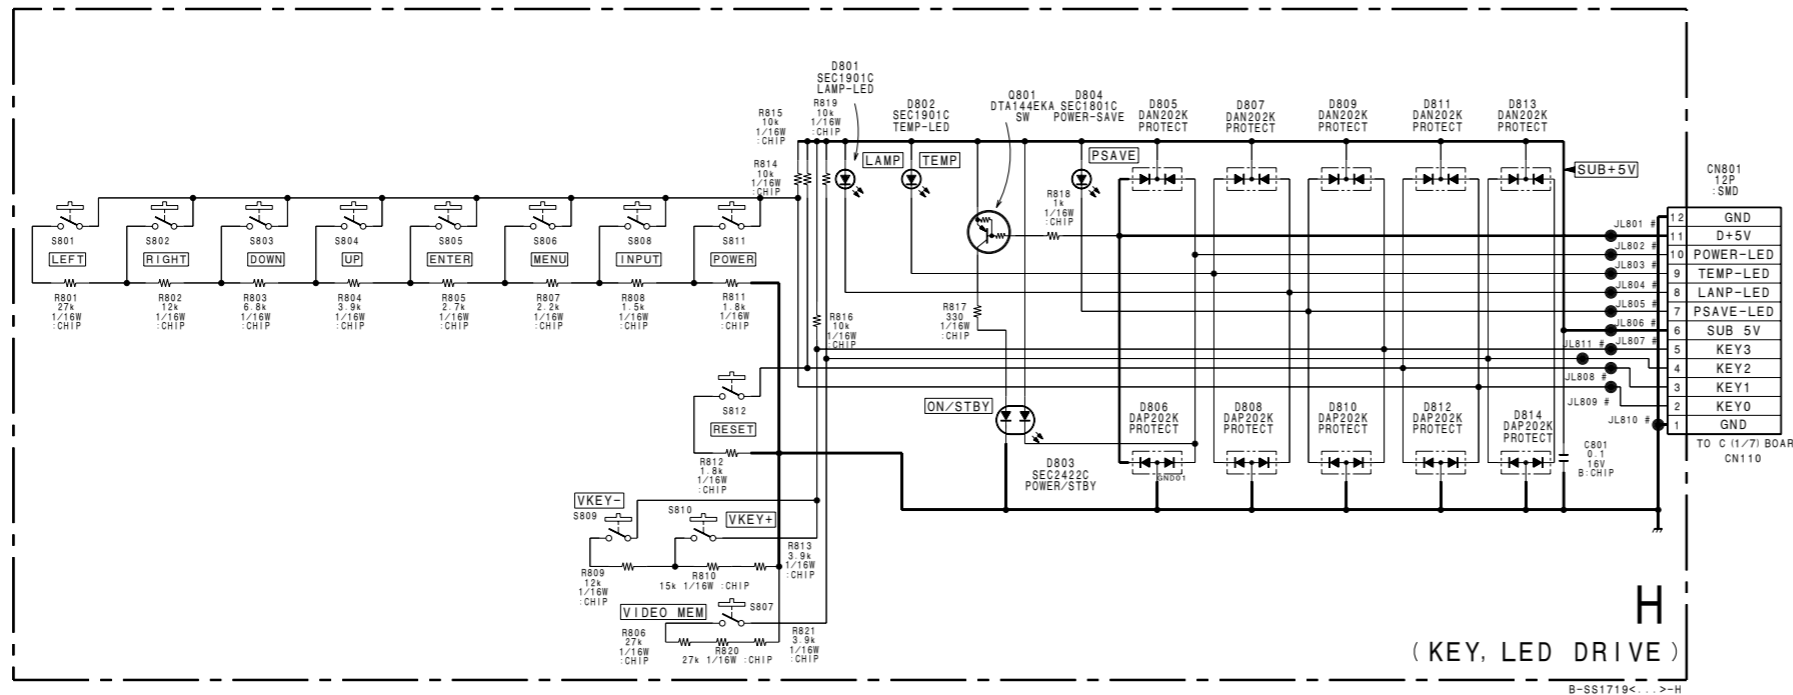 D801
SEC1901C
LAMP-LED
R815
10k
1/16W
:CHIP
R819
10k
1/16W
:CHIP
D802
SEC1901C
TEMP-LED
Q801
DTA144EKA
SW
D804
SEC1801C
POWER-SAVE
D805
DAN202K
PROTECT
D807
DAN202K
PROTECT
D809
DAN202K
PROTECT
D811
DAN202K
PROTECT
D813
DAN202K
PROTECT
R814
10k
1/16W
:CHIP
LAMP
TEMP
PSAVE
SUB+5V
R818
1k
1/16W
:CHIP
CN801
12P
:SMD
S801
LEFT
S802
RIGHT
S803
DOWN
S804
UP
S805
ENTER
S806
MENU
S808
INPUT
S811
POWER
R801
27k
1/16W
:CHIP
R802
12k
1/16W
:CHIP
R803
6.8k
1/16W
:CHIP
R804
3.9k
1/16W
:CHIP
R805
2.7k
1/16W
:CHIP
R807
2.2k
1/16W
:CHIP
R808
1.5k
1/16W
:CHIP
R811
1.8k
1/16W
:CHIP
R816
10k
1/16W
:CHIP
R817
330
1/16W
:CHIP
JL801 #
JL802 #
JL803 #
JL804 #
JL805 #
JL806 #
JL807 #
JL811 #
JL808 #
JL809 #
JL810 #
12 GND
11 D+5V
10 POWER-LED
9 TEMP-LED
8 LANP-LED
7 PSAVE-LED
6 SUB 5V
5 KEY3
4 KEY2
3 KEY1
2 KEY0
1 GND
TO C (1/7) BOAR
CN110
S812
RESET
R812
1.8k
1/16W
:CHIP
ON/STBY
D803
SEC2422C
POWER/STBY
D806
DAP202K
PROTECT
D808
DAP202K
PROTECT
D810
DAP202K
PROTECT
D812
DAP202K
PROTECT
D814
DAP202K
PROTECT
GND01
C801
0.1
16V
B:CHIP
VKEY-
S809
S810
VKEY+
R809
12k
1/16W
:CHIP
R810
15k 1/16W :CHIP
R813
3.9k
1/16W
:CHIP
VIDEO MEM
S807
R806
27k
1/16W
:CHIP
R820
27k 1/16W :CHIP
R821
3.9k
1/16W
:CHIP
H
(KEY, LED DRIVE)
B-SS1719<...>-H